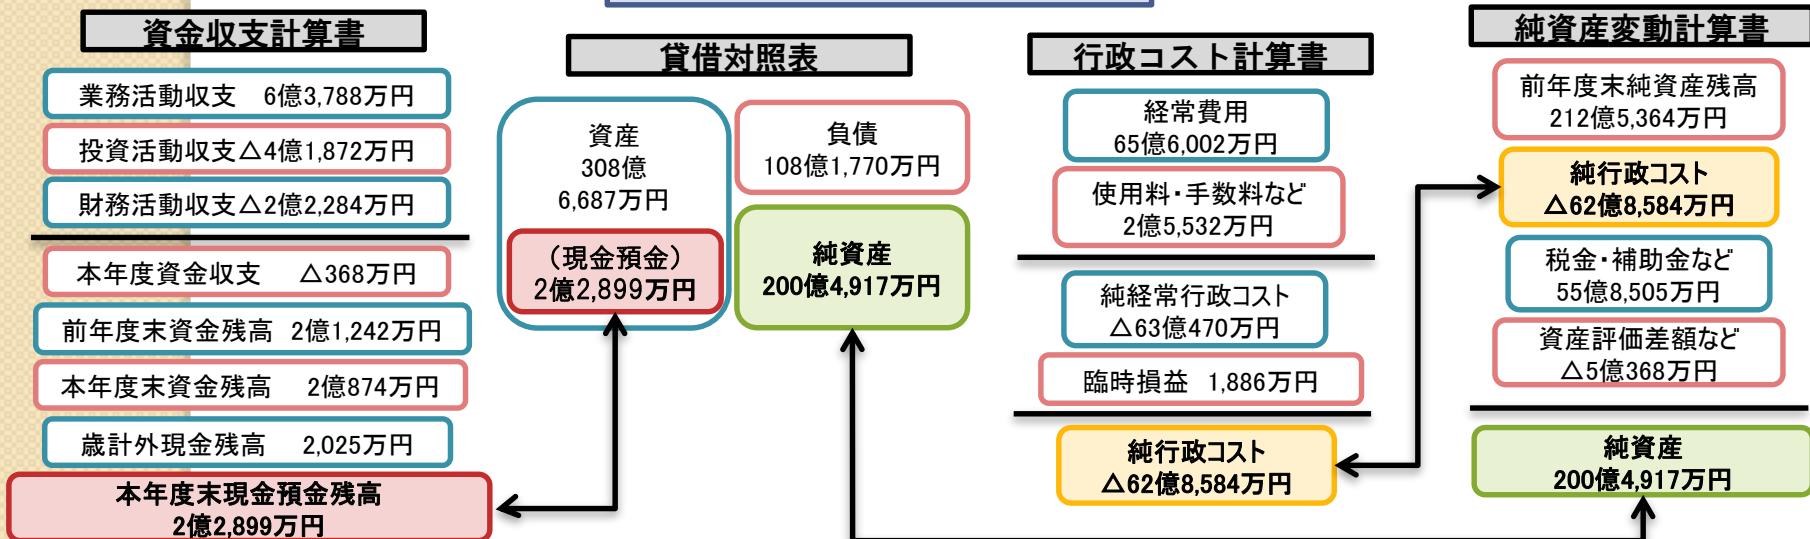 資金収支計算書
業務活動収支　6億3,788万円
投資活動収支△4億1,872万円
財務活動収支△2億2,284万円
本年度資金収支　△368万円
前年度末資金残高　2億1,242万円
本年度末資金残高　2億874万円
歳計外現金残高　2,025万円
本年度末現金預金残高
2億2,899万円
貸借対照表
資産
308億
6,687万円
（現金預金）
2億2,899万円
負債
108億1,770万円
純資産
200億4,917万円
行政コスト計算書
経常費用
65億6,002万円
使用料・手数料など
2億5,532万円
純経常行政コスト
△63億470万円
臨時損益　1,886万円
純行政コスト
△62億8,584万円
純資産変動計算書
前年度末純資産残高
212億5,364万円
純行政コスト
△62億8,584万円
税金・補助金など
55億8,505万円
資産評価差額など
△5億368万円
純資産
200億4,917万円